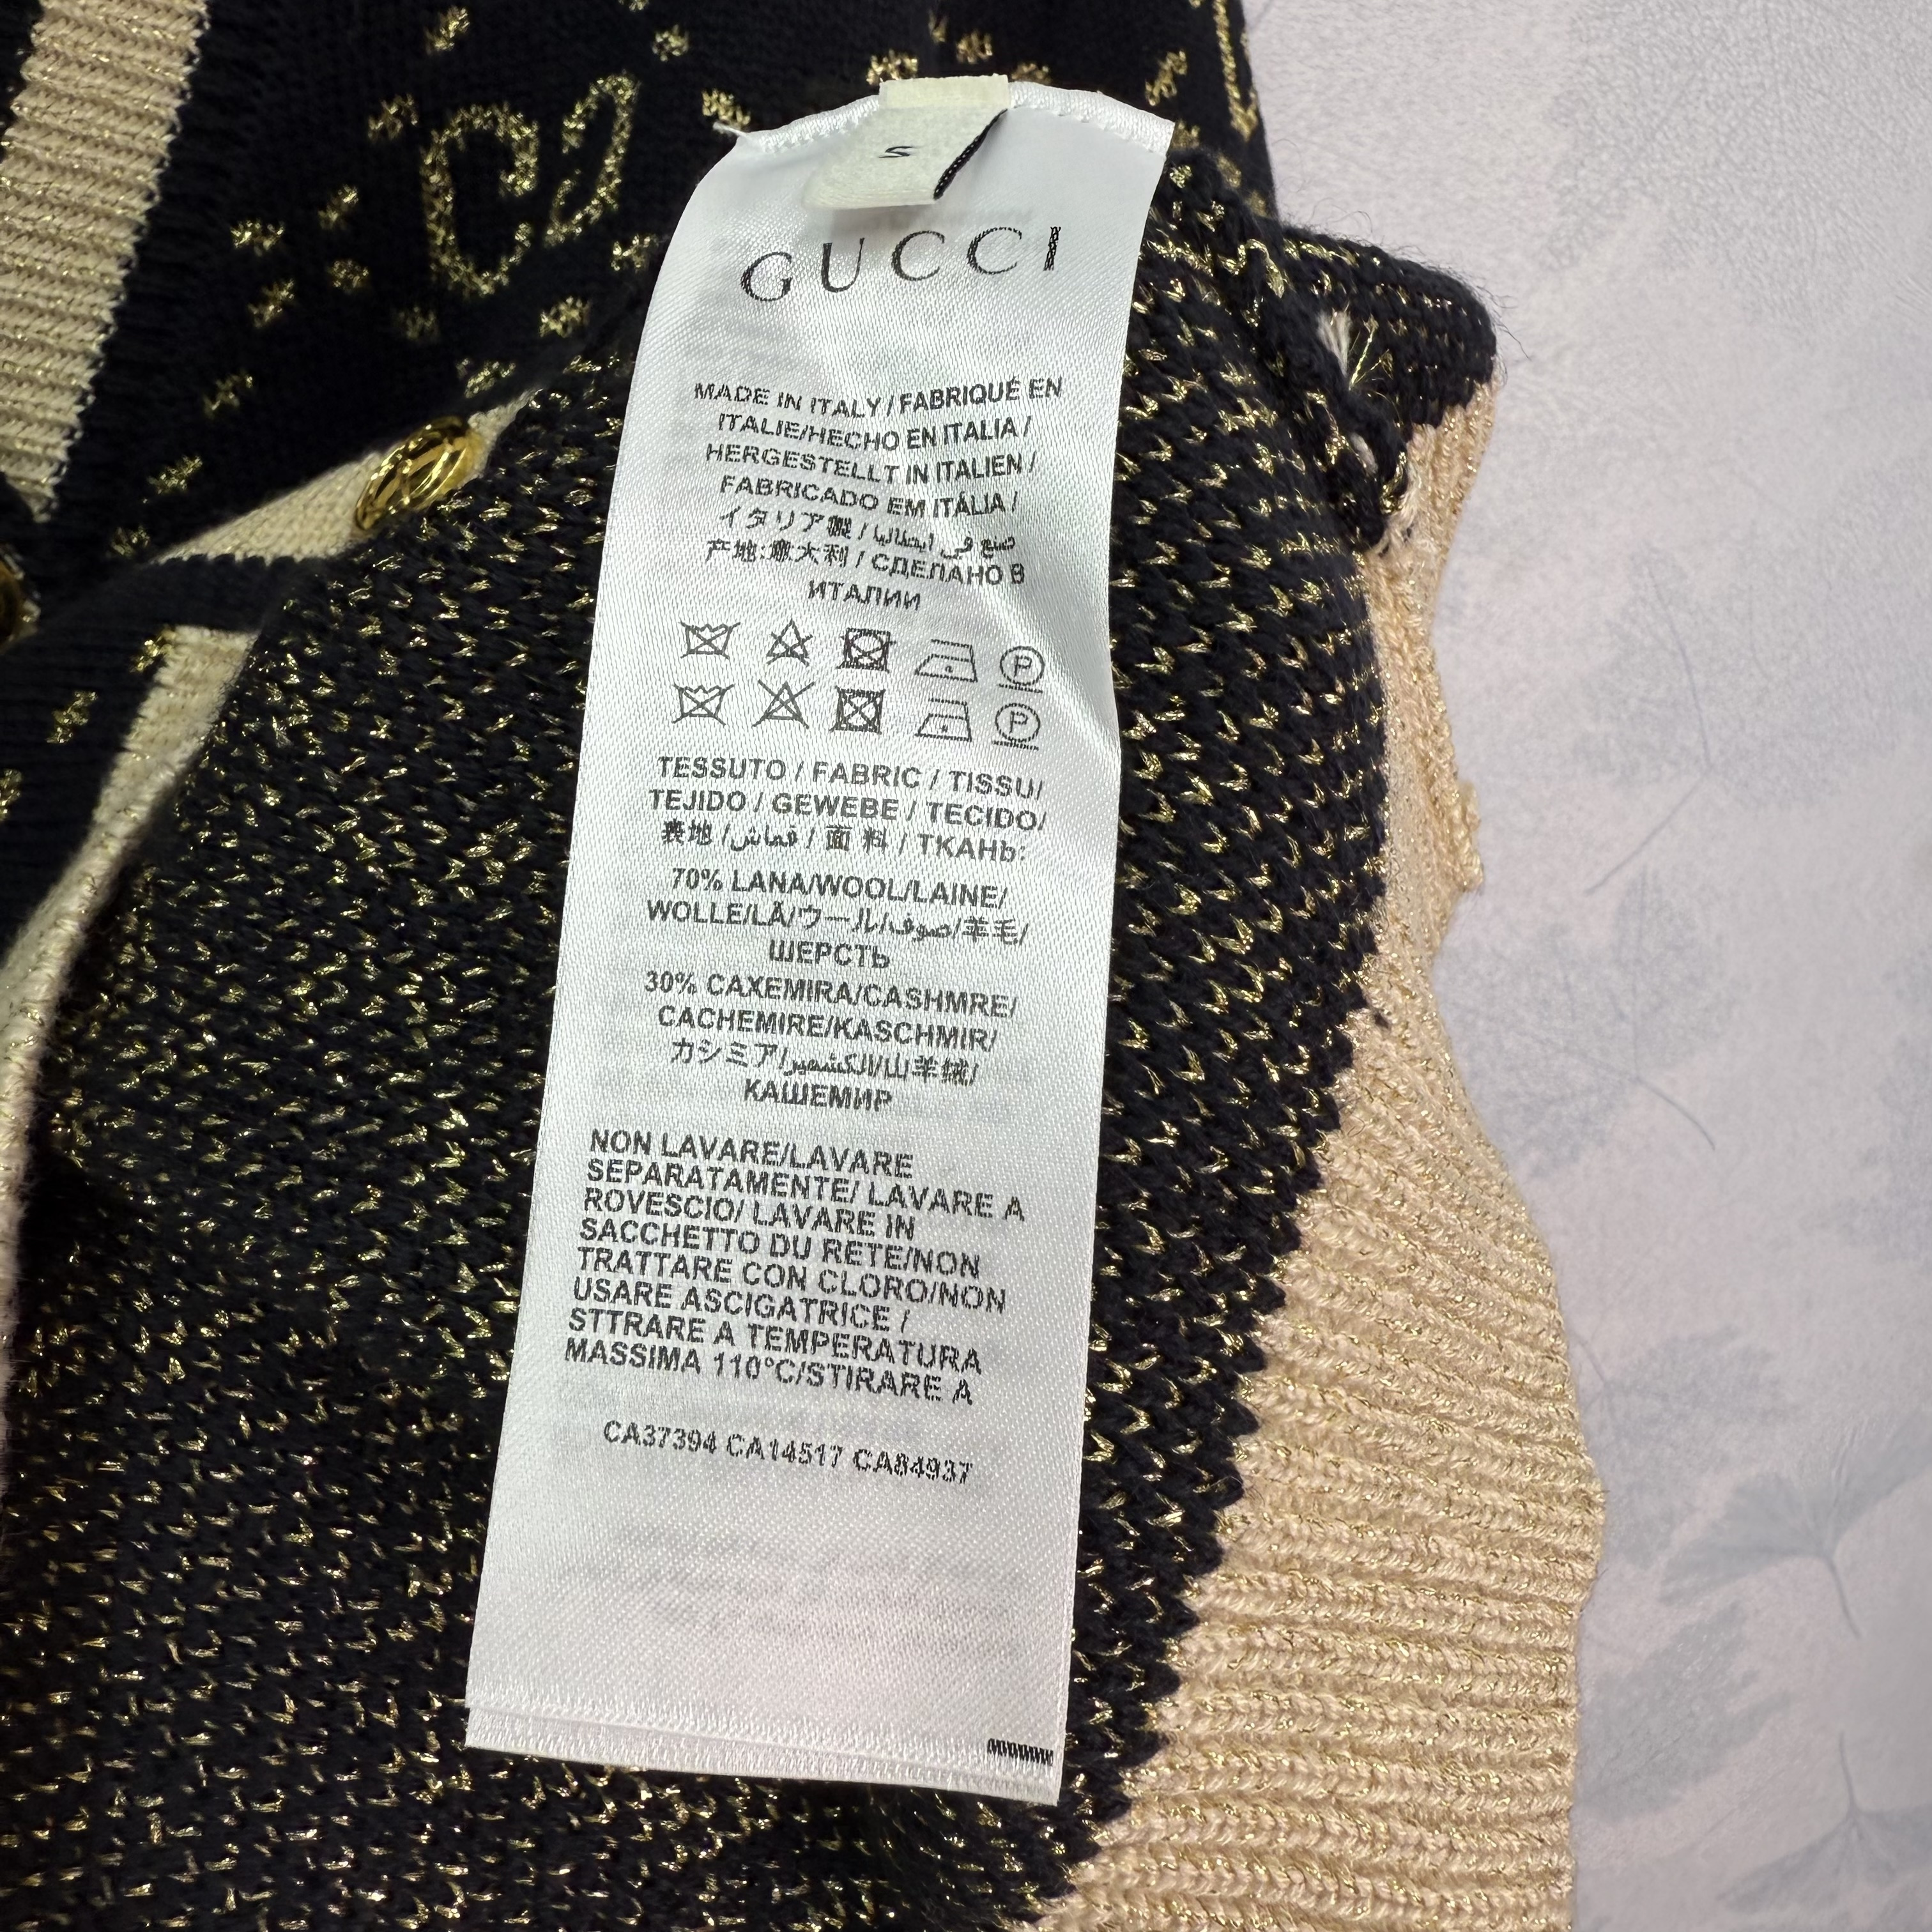 S
GUCCI
MADE IN ITALY / FABRIQUÉ EN
ITALIE/HECHO EN ITALIA /
HERGESTELLT IN ITALIEN /
FABRICADO EM ITÁLIA /
イタリア製 / صنع في ايطاليا
产地:意大利 / СДЕЛАНО В
ИТАЛИИ
P
P
TESSUTO / FABRIC / TISSU/
TEJIDO / GEWEBE / TECIDO/
表地 /قماش / 面 料 / ТКАНЬ:
70% LANA/WOOL/LAINE/
WOLLE/LÃ/ウール/صوف/羊毛/
ШЕРСТЬ
30% CAXEMIRA/CASHMRE/
CACHEMIRE/KASCHMIR/
カシミア/الكشمير/山羊绒/
КАШЕМИР
NON LAVARE/LAVARE
SEPARATAMENTE/ LAVARE A
ROVESCIO/ LAVARE IN
SACCHETTO DU RETE/NON
TRATTARE CON CLORO/NON
USARE ASCIGATRICE /
STTRARE A TEMPERATURA
MASSIMA 110°C/STIRARE A
CA37394 CA14517 CA84937